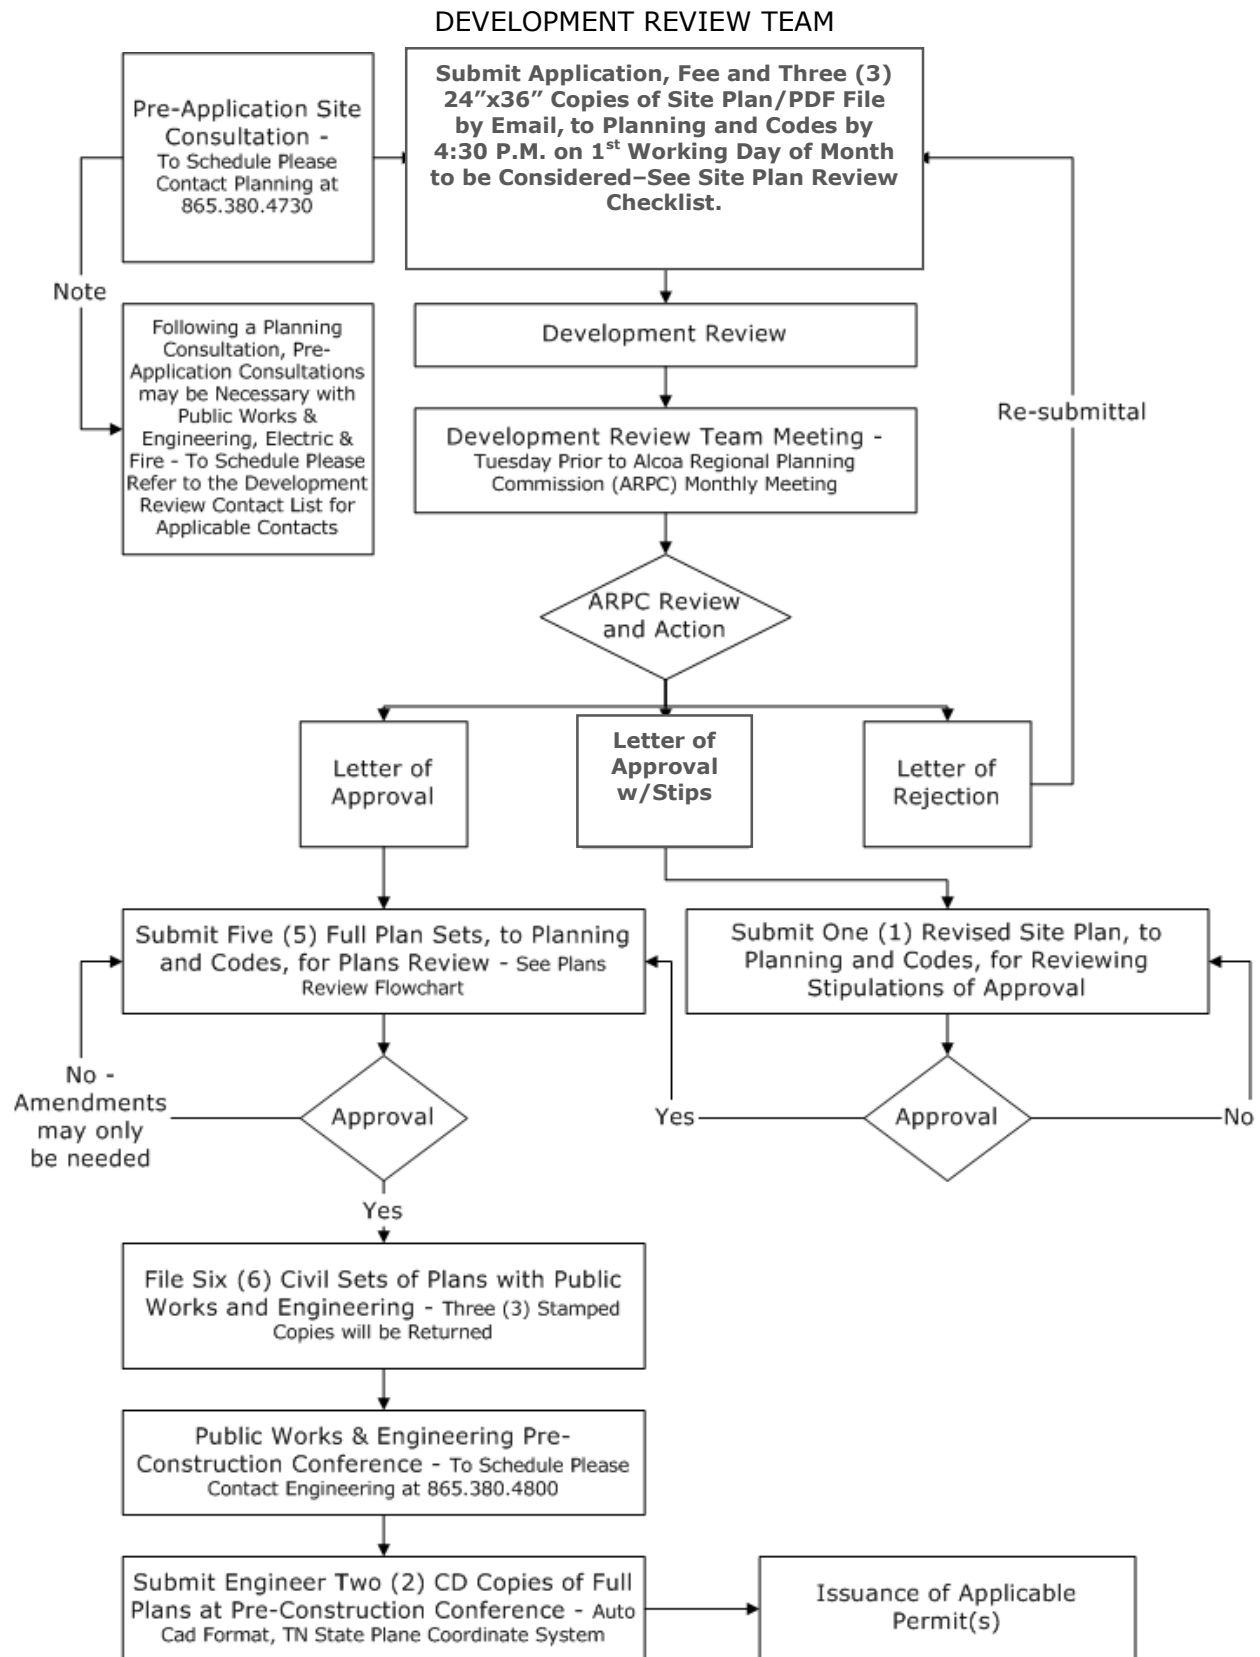 DEVELOPMENT REVIEW TEAM
Pre-Application Site
Consultation -
To Schedule Please
Contact Planning at
865.380.4730
Submit Application, Fee and Three (3)
24”x36” Copies of Site Plan/PDF File
by Email, to Planning and Codes by
4:30 P.M. on 1st Working Day of Month
to be Considered–See Site Plan Review
Checklist.
Note
Following a Planning
Consultation, Pre-
Application Consultations
may be Necessary with
Public Works &
Engineering, Electric &
Fire - To Schedule Please
Refer to the Development
Review Contact List for
Applicable Contacts
Development Review
Re-submittal
Development Review Team Meeting -
Tuesday Prior to Alcoa Regional Planning
Commission (ARPC) Monthly Meeting
ARPC Review
and Action
Letter of
Approval
Letter of
Approval
w/Stips
Letter of
Rejection
Submit Five (5) Full Plan Sets, to Planning
and Codes, for Plans Review - See Plans
Review Flowchart
Submit One (1) Revised Site Plan, to
Planning and Codes, for Reviewing
Stipulations of Approval
No -
Amendments
may only
be needed
Approval
Yes
Approval
No
Yes
File Six (6) Civil Sets of Plans with Public
Works and Engineering - Three (3) Stamped
Copies will be Returned
Public Works & Engineering Pre-
Construction Conference - To Schedule Please
Contact Engineering at 865.380.4800
Submit Engineer Two (2) CD Copies of Full
Plans at Pre-Construction Conference - Auto
Cad Format, TN State Plane Coordinate System
Issuance of Applicable
Permit(s)